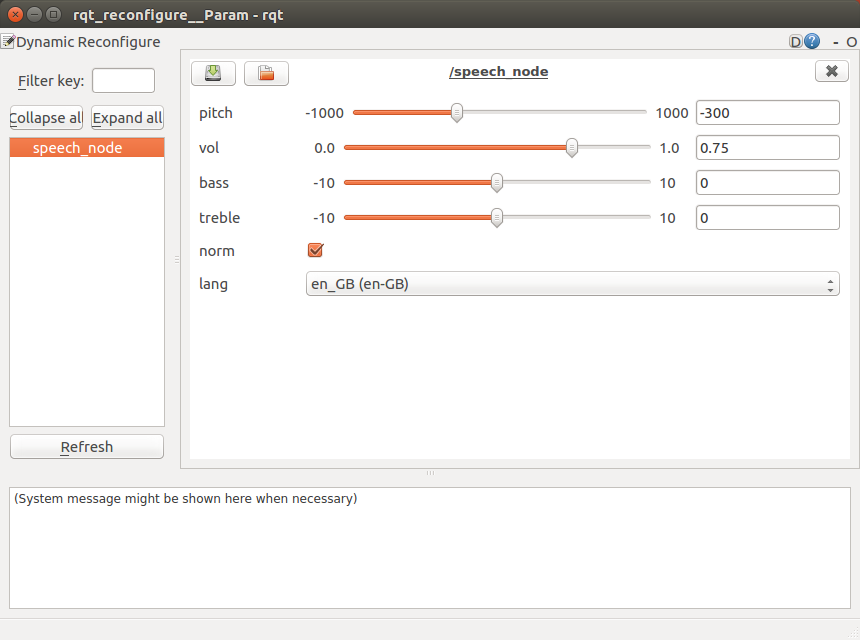 rqt_reconfigure__Param - rqt
Dynamic Reconfigure D ? - O
Filter key:
Collapse al Expand all
speech_node
Refresh
/speech_node
pitch -1000 1000 -300
vol 0.0 1.0 0.75
bass -10 10 0
treble -10 10 0
norm
lang en_GB (en-GB)
(System message might be shown here when necessary)